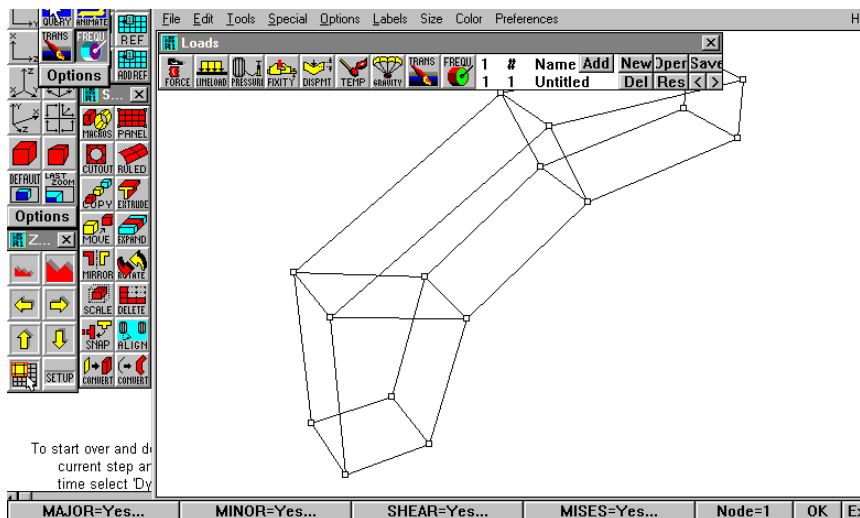 File Edit Tools Special Options Labels Size Color Preferences H
QUERY ANIMATE
REF
TRANS FREQU
ADD REF
Options
Loads
FORCE LINELOAD PRESSURE FIXITY DISPMT TEMP GRAVITY TRANS FREQU
1 # Name Add New Oper Save
1 1 Untitled Del Res < >
S...
MACROS PANEL
CUTOUT RULED
DEFAULT LAST ZOOM
COPY EXTRUDE
Options
MOVE EXPAND
Z...
MIRROR ROTATE
SCALE DELETE
SNAP ALIGN
SETUP
CONVERT CONVERT
To start over and de
current step an
time select 'Dy
MAJOR=Yes... MINOR=Yes... SHEAR=Yes... MISES=Yes... Node=1 OK Es